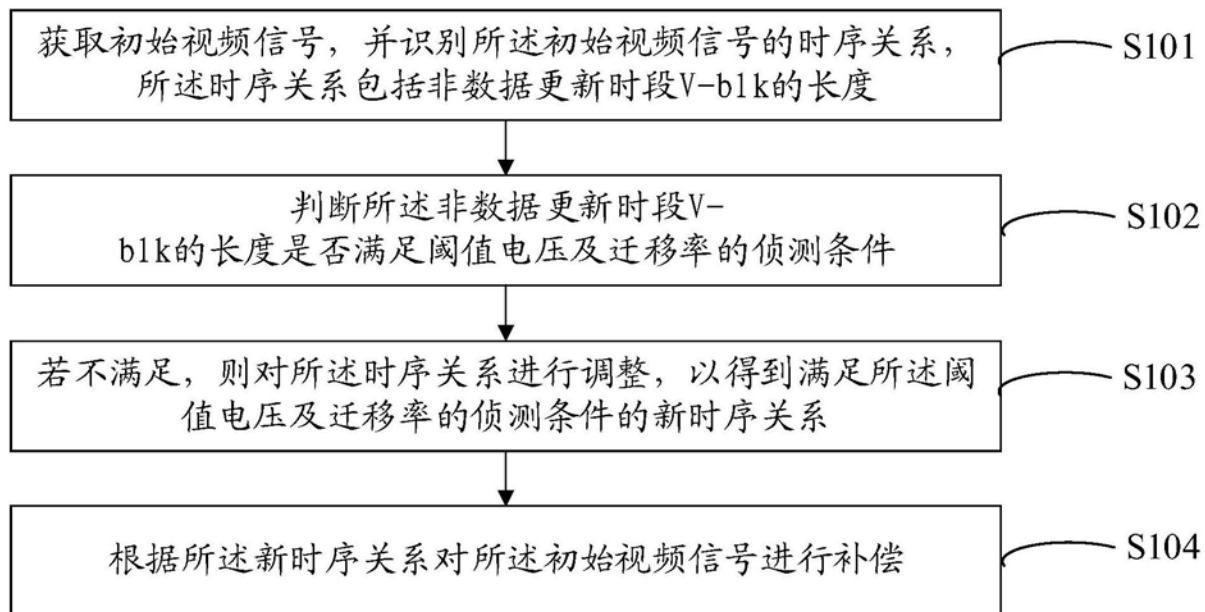 获取初始视频信号，并识别所述初始视频信号的时序关系，
所述时序关系包括非数据更新时段V-blk的长度
S101
判断所述非数据更新时段V-
blk的长度是否满足阈值电压及迁移率的侦测条件
S102
若不满足，则对所述时序关系进行调整，以得到满足所述阈
值电压及迁移率的侦测条件的新时序关系
S103
根据所述新时序关系对所述初始视频信号进行补偿
S104